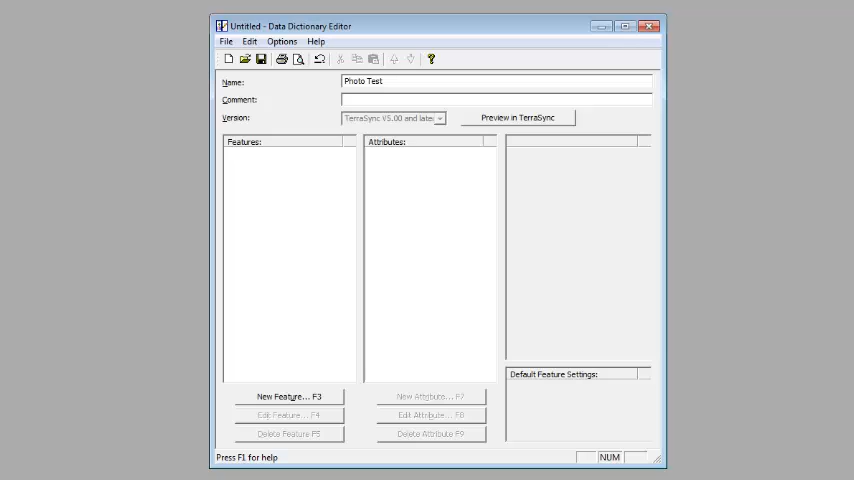 Untitled - Data Dictionary Editor
File Edit Options Help
Name: Photo Test
Comment:
Version: TerraSync V5.00 and later Preview in TerraSync
Features: Attributes:
Default Feature Settings:
New Feature... F3 New Attribute... F7
Edit Feature... F4 Edit Attribute... F8
Delete Feature F5 Delete Attribute F9
Press F1 for help NUM